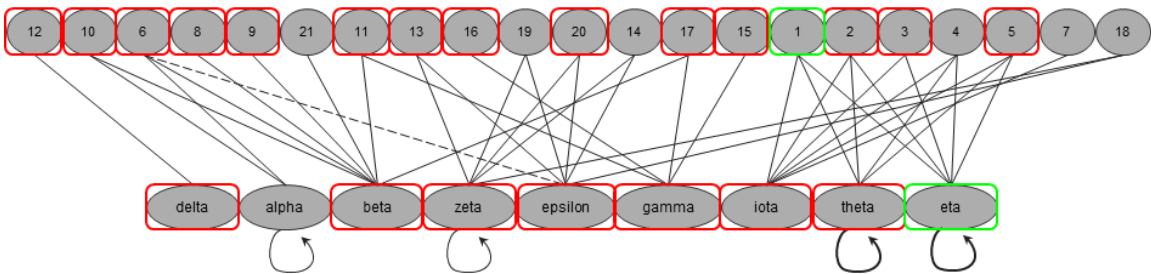 12 10 6 8 9 21 11 13 16 19 20 14 17 15 1 2 3 4 5 7 18
delta alpha beta zeta epsilon gamma iota theta eta